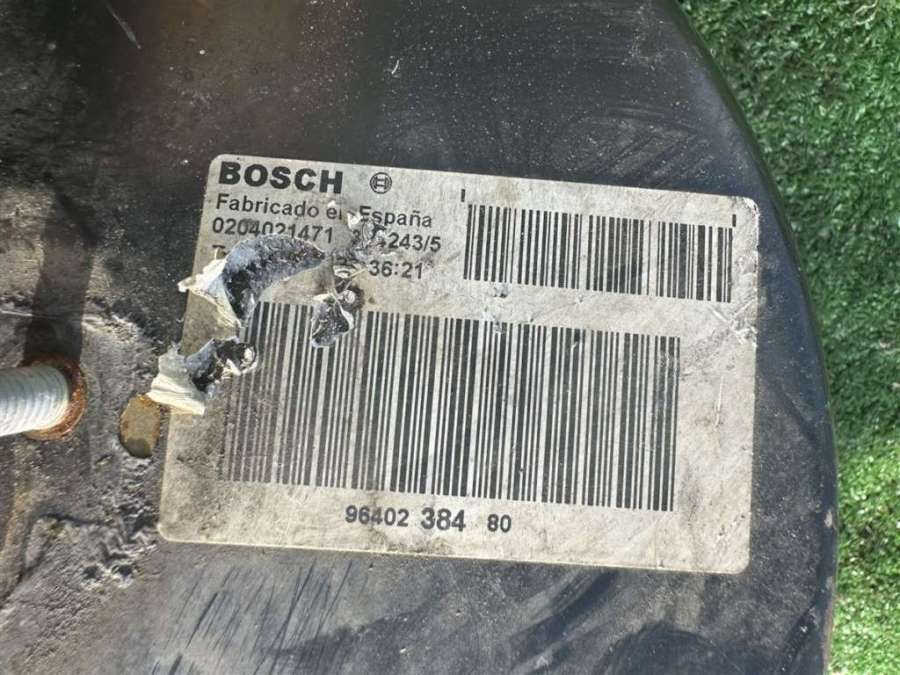 BOSCH
Fabricado en España
0204021471 243/5
36:21
96402 384 80